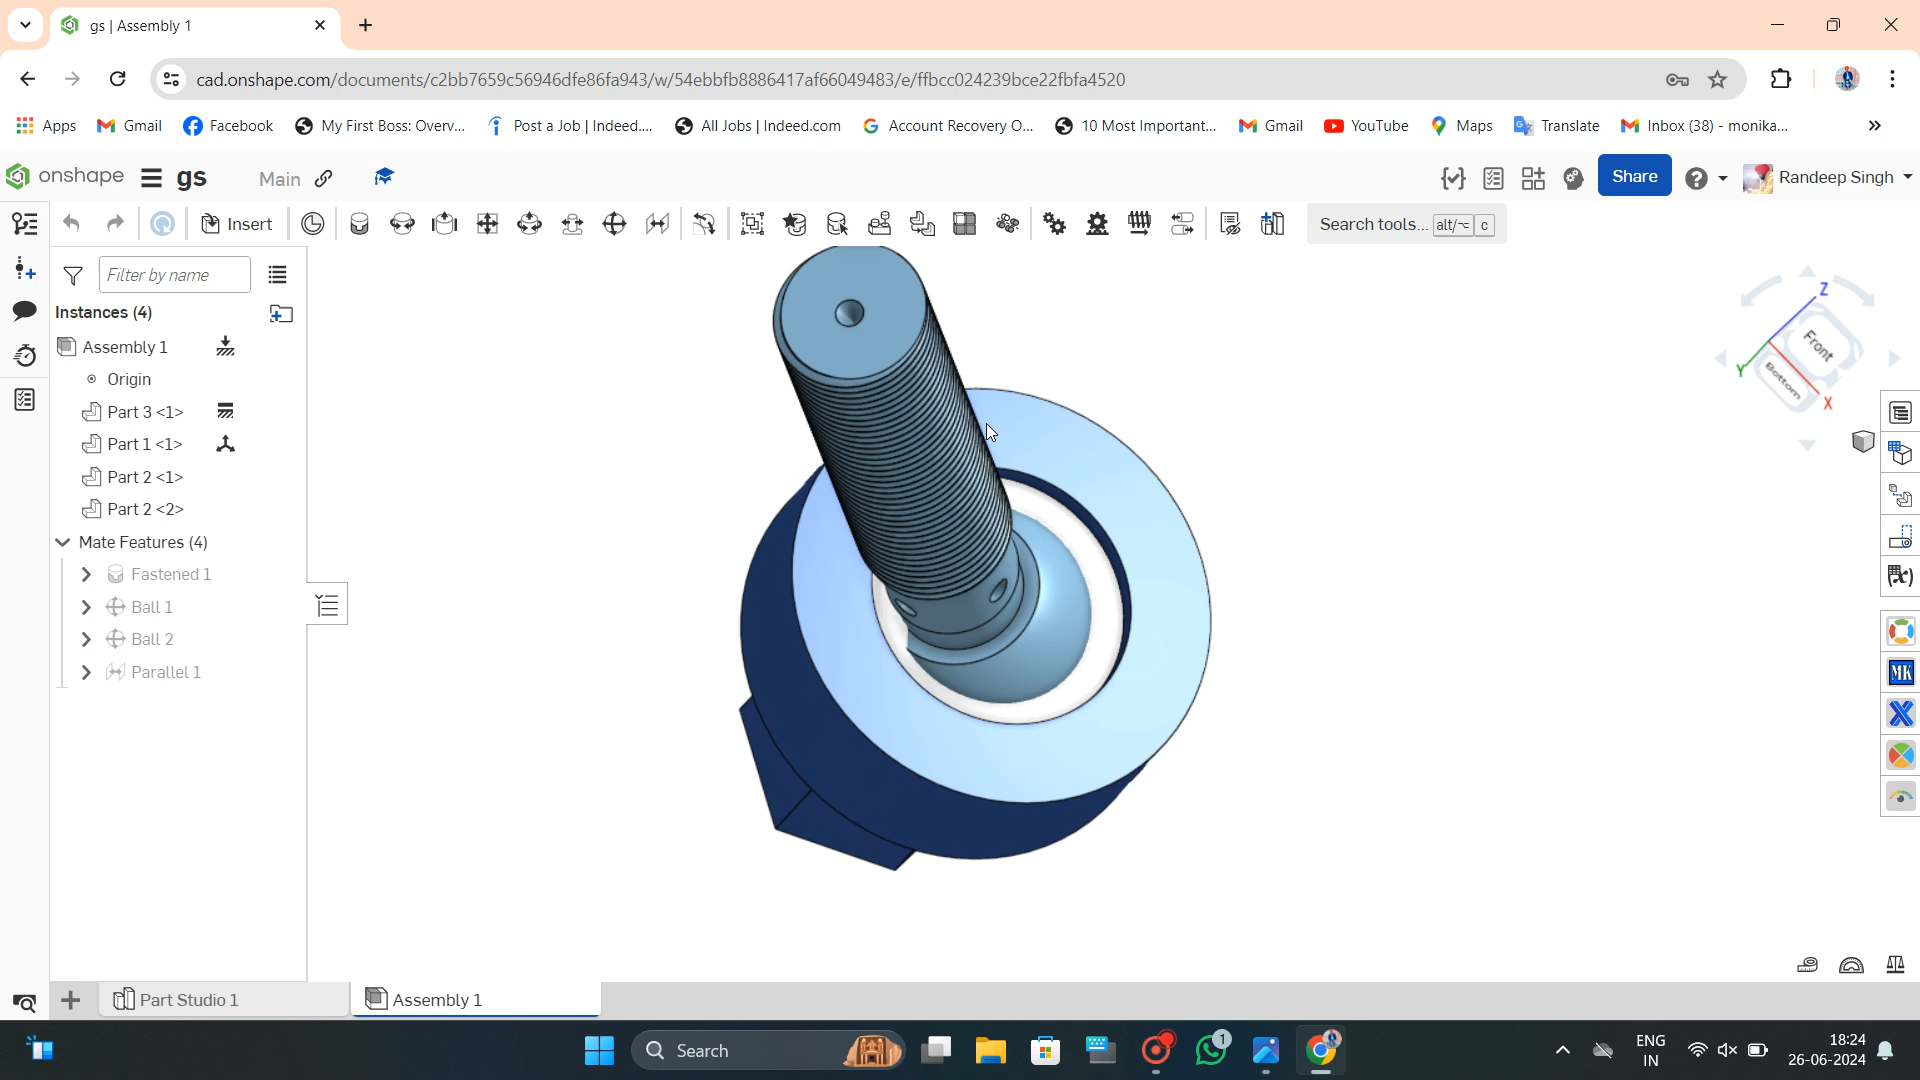 gs | Assembly 1
cad.onshape.com/documents/c2bb7659c56946dfe86fa943/w/54ebbfb8886417af66049483/e/ffbcc024239bce22fbfa4520
Apps Gmail Facebook My First Boss: Overv... Post a Job | Indeed.... All Jobs | Indeed.com Account Recovery O... 10 Most Important... Gmail YouTube Maps Translate Inbox (38) - monika...
onshape gs Main Share Randeep Singh
Insert Search tools... alt/⌥ c
Filter by name
Instances (4)
Assembly 1
Origin
Part 3 <1>
Part 1 <1>
Part 2 <1>
Part 2 <2>
Mate Features (4)
Fastened 1
Ball 1
Ball 2
Parallel 1
Z
Front
Y
Bottom
X
(x)
MK
Part Studio 1 Assembly 1
Search
1
ENG
IN
18:24
26-06-2024